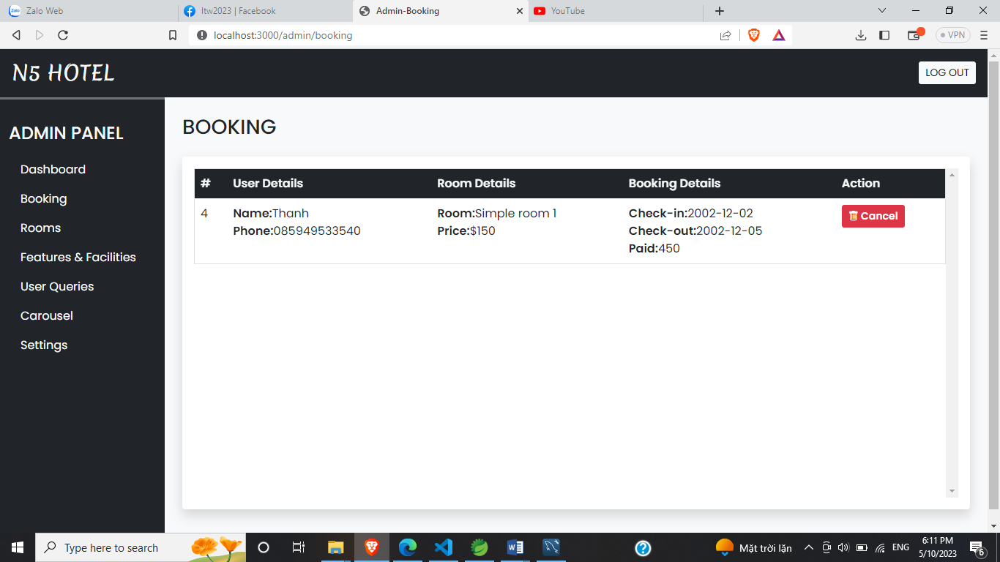 Zalo Web
ltw2023 | Facebook
Admin-Booking
YouTube
localhost:3000/admin/booking
VPN
N5 HOTEL
LOG OUT
ADMIN PANEL
Dashboard
Booking
Rooms
Features & Facilities
User Queries
Carousel
Settings
BOOKING
# User Details Room Details Booking Details Action
4 Name:Thanh Room:Simple room 1 Check-in:2002-12-02 Cancel
Phone:085949533540 Price:$150 Check-out:2002-12-05
Paid:450
Type here to search
Mặt trời lặn
ENG
6:11 PM
5/10/2023
6